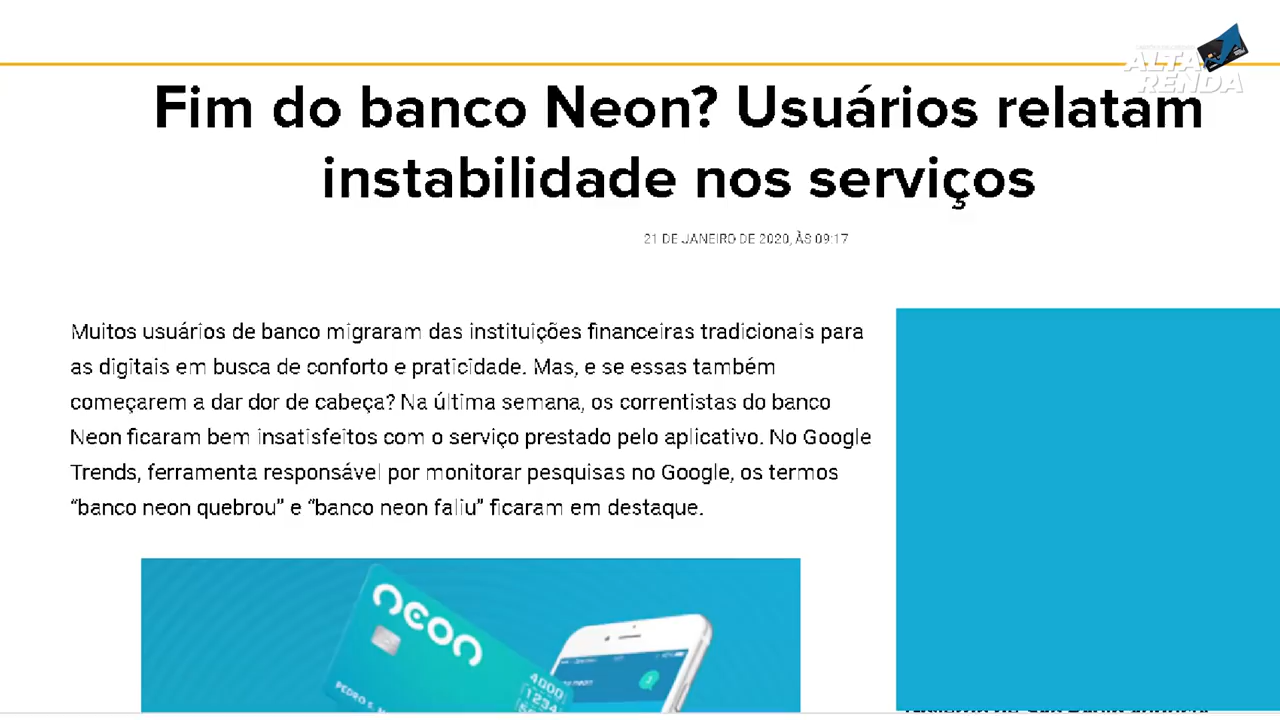 ALTA
RENDA
Fim do banco Neon? Usuários relatam
instabilidade nos serviços
21 DE JANEIRO DE 2020, ÀS 09:17
Muitos usuários de banco migraram das instituições financeiras tradicionais para
as digitais em busca de conforto e praticidade. Mas, e se essas também
começarem a dar dor de cabeça? Na última semana, os correntistas do banco
Neon ficaram bem insatisfeitos com o serviço prestado pelo aplicativo. No Google
Trends, ferramenta responsável por monitorar pesquisas no Google, os termos
“banco neon quebrou” e “banco neon faliu” ficaram em destaque.
neon
4000
1234
PEDRO S.